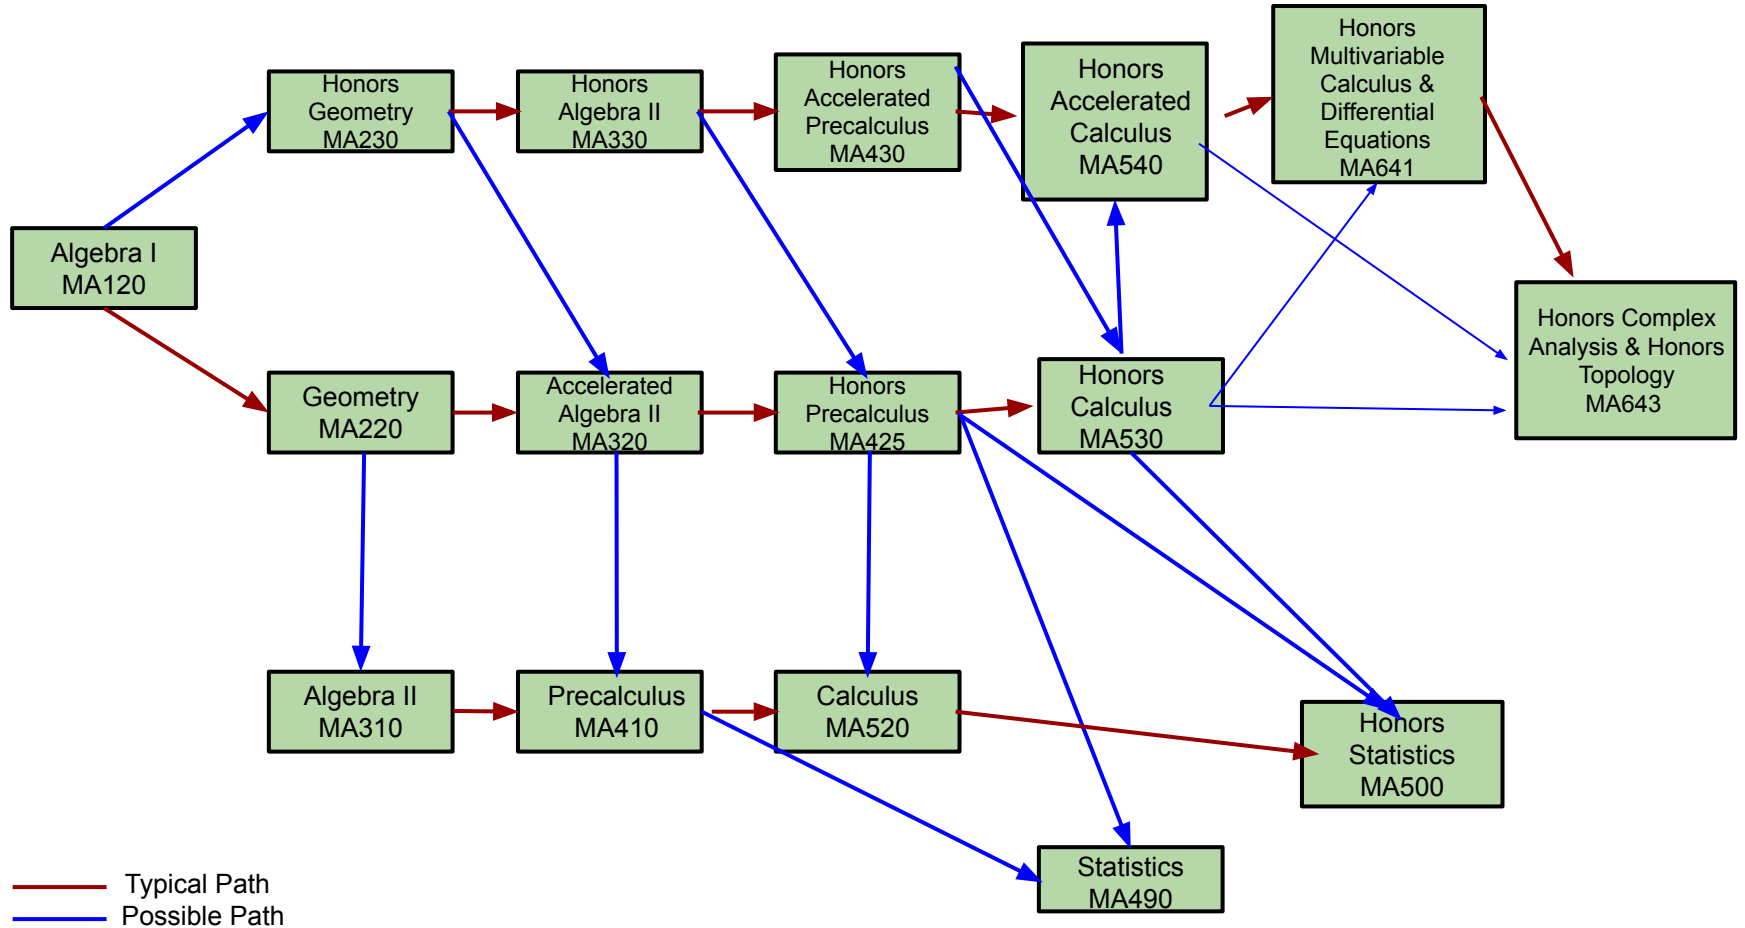 Honors
Geometry
MA230
Honors
Algebra II
MA330
Honors
Accelerated
Precalculus
MA430
Honors
Accelerated
Calculus
MA540
Honors
Multivariable
Calculus &
Differential
Equations
MA641
Algebra I
MA120
Geometry
MA220
Accelerated
Algebra II
MA320
Honors
Precalculus
MA425
Honors
Calculus
MA530
Honors Complex
Analysis & Honors
Topology
MA643
Algebra II
MA310
Precalculus
MA410
Calculus
MA520
Honors
Statistics
MA500
Statistics
MA490
Typical Path
Possible Path